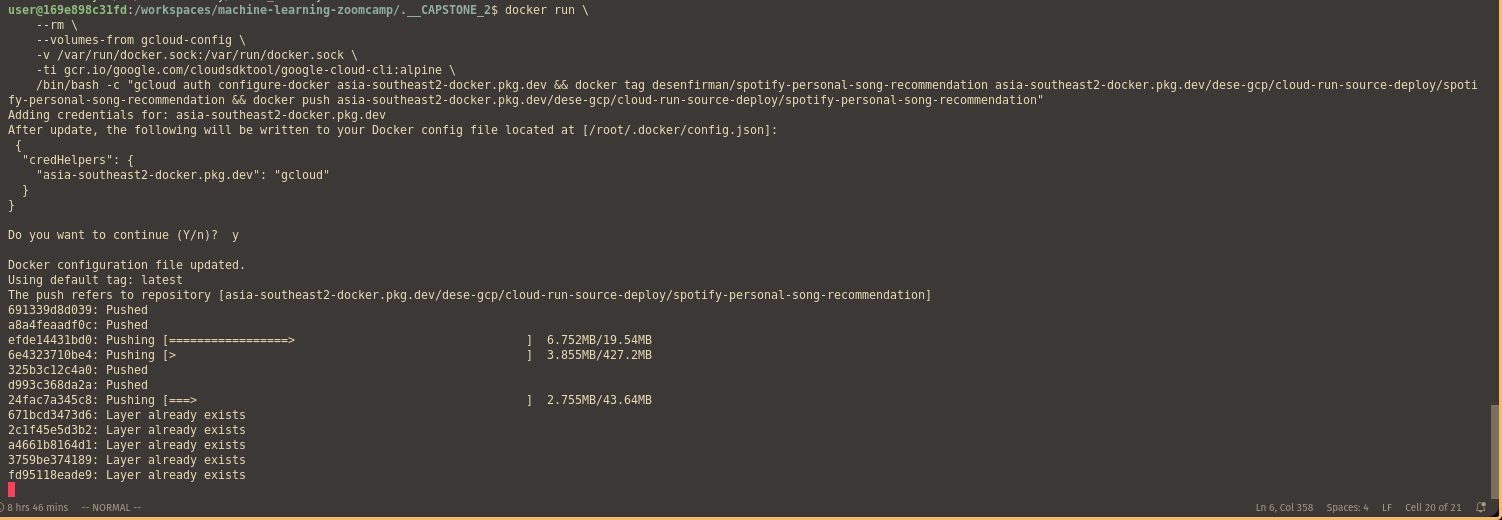 user@169e898c31fd:/workspaces/machine-learning-zoomcamp/.__CAPSTONE_2$ docker run \
    --rm \
    --volumes-from gcloud-config \
    -v /var/run/docker.sock:/var/run/docker.sock \
    -ti gcr.io/google.com/cloudsdktool/google-cloud-cli:alpine \
    /bin/bash -c "gcloud auth configure-docker asia-southeast2-docker.pkg.dev && docker tag desenfirman/spotify-personal-song-recommendation asia-southeast2-docker.pkg.dev/dese-gcp/cloud-run-source-deploy/spoti
fy-personal-song-recommendation && docker push asia-southeast2-docker.pkg.dev/dese-gcp/cloud-run-source-deploy/spotify-personal-song-recommendation"
Adding credentials for: asia-southeast2-docker.pkg.dev
After update, the following will be written to your Docker config file located at [/root/.docker/config.json]:
 {
  "credHelpers": {
    "asia-southeast2-docker.pkg.dev": "gcloud"
  }
}
Do you want to continue (Y/n)?  y
Docker configuration file updated.
Using default tag: latest
The push refers to repository [asia-southeast2-docker.pkg.dev/dese-gcp/cloud-run-source-deploy/spotify-personal-song-recommendation]
691339d8d039: Pushed
a8a4feaadf0c: Pushed
efde14431bd0: Pushing [=================>                                 ]  6.752MB/19.54MB
6e4323710be4: Pushing [>                                                  ]  3.855MB/427.2MB
325b3c12c4a0: Pushed
d993c368da2a: Pushed
24fac7a345c8: Pushing [===>                                               ]  2.755MB/43.64MB
671bcd3473d6: Layer already exists
2c1f45e5d3b2: Layer already exists
a4661b8164d1: Layer already exists
3759be374189: Layer already exists
fd95118eade9: Layer already exists
8 hrs 46 mins   -- NORMAL --   Ln 6, Col 358   Spaces: 4   LF   Cell 20 of 21